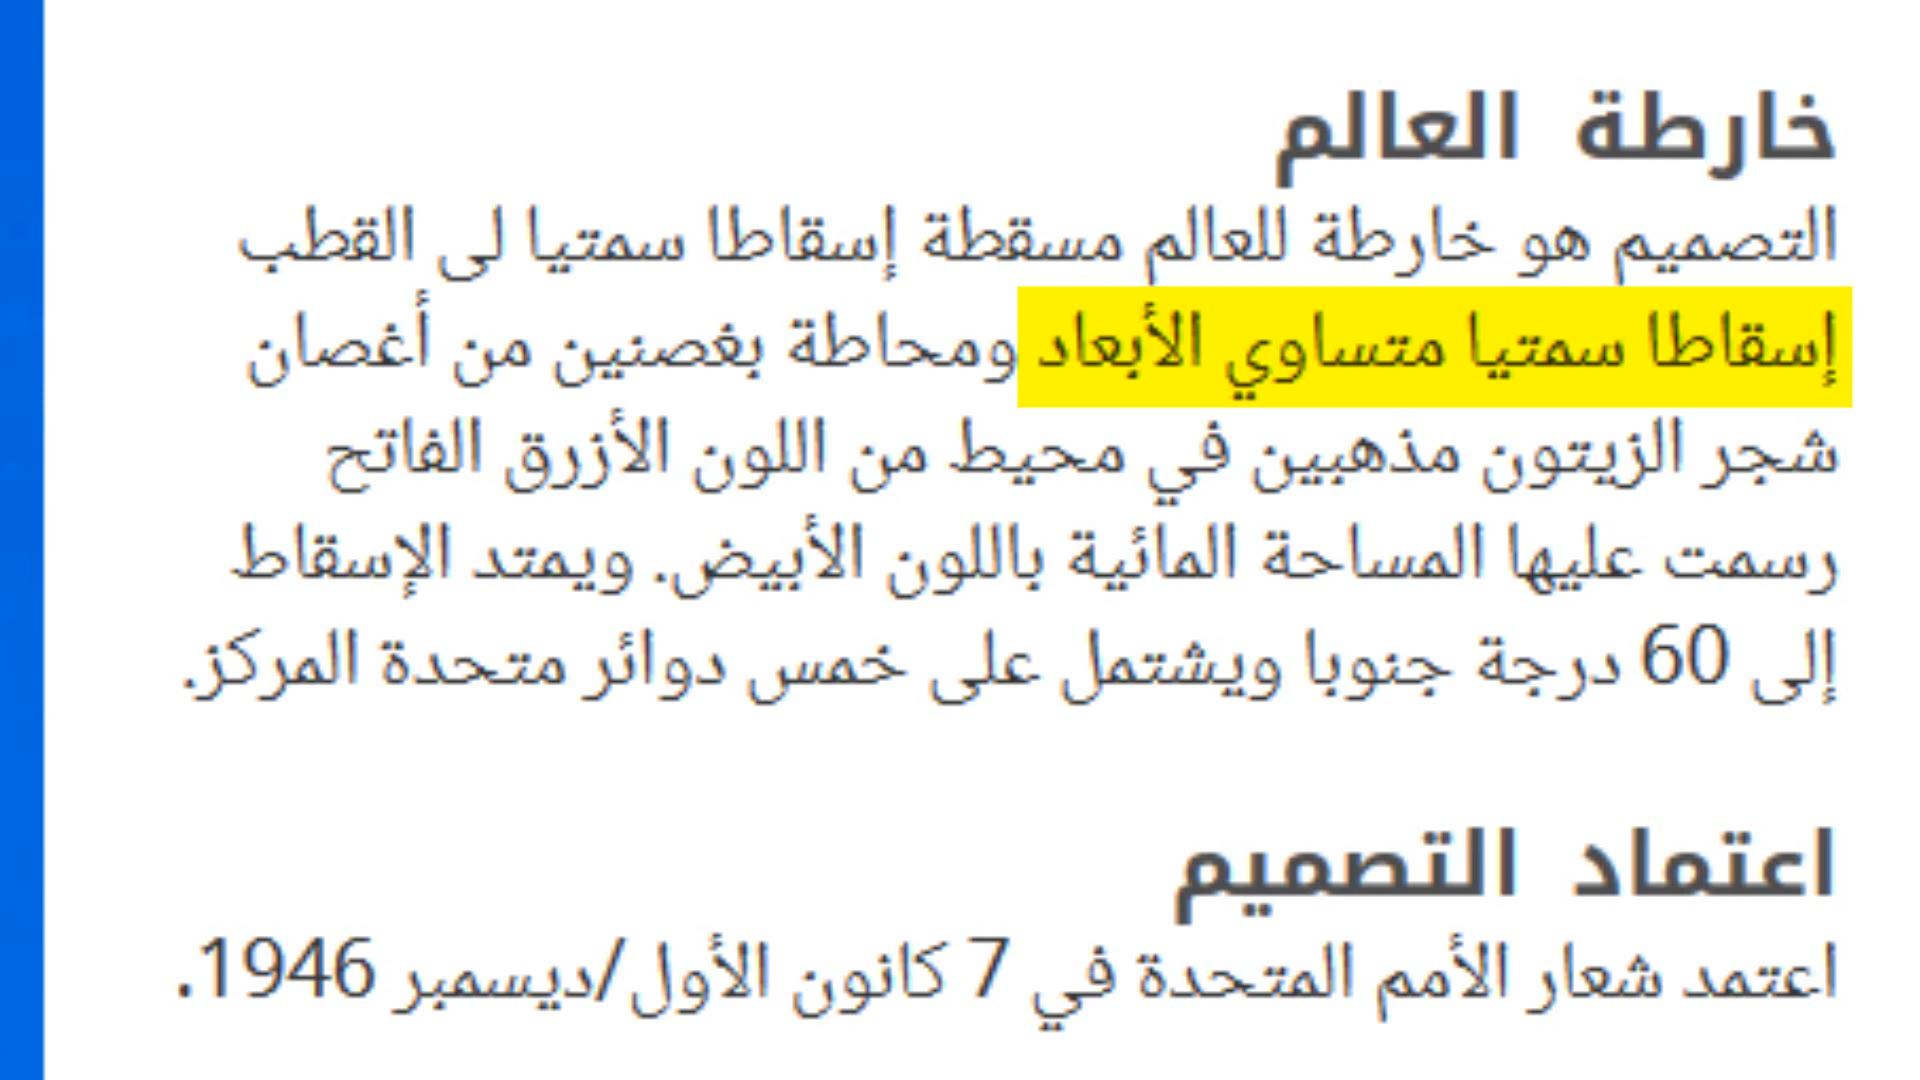 خارطة العالم
التصميم هو خارطة للعالم مسقطة إسقاطا سمتيا لى القطب
إسقاطا سمتيا متساوي الأبعاد ومحاطة بغصنين من أغصان
شجر الزيتون مذهبين في محيط من اللون الأزرق الفاتح
رسمت عليها المساحة المائية باللون الأبيض. ويمتد الإسقاط
إلى 60 درجة جنوبا ويشتمل على خمس دوائر متحدة المركز.
اعتماد التصميم
اعتمد شعار الأمم المتحدة في 7 كانون الأول/ديسمبر 1946.